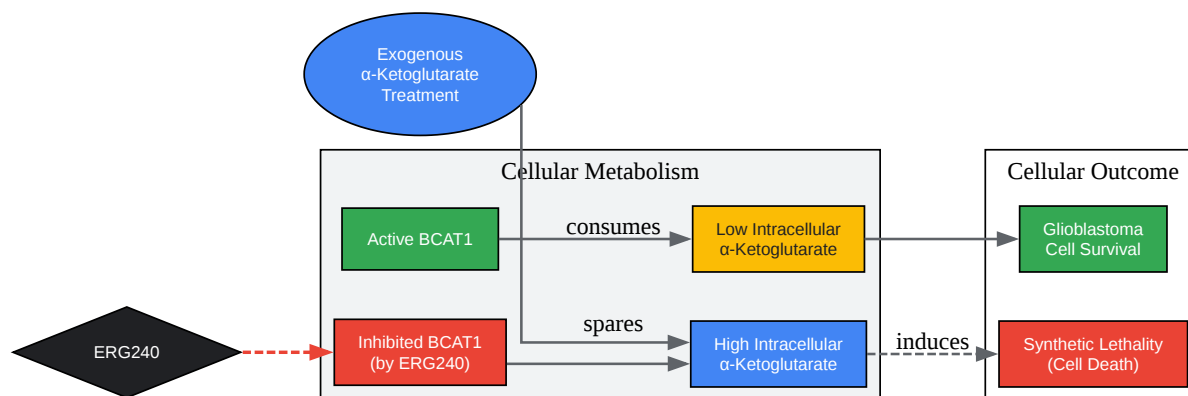 Exogenous
α-Ketoglutarate
Treatment
Cellular Metabolism
Cellular Outcome
Active BCAT1
consumes
Low Intracellular
α-Ketoglutarate
Glioblastoma
Cell Survival
ERG240
Inhibited BCAT1
(by ERG240)
spares
High Intracellular
α-Ketoglutarate
induces
Synthetic Lethality
(Cell Death)